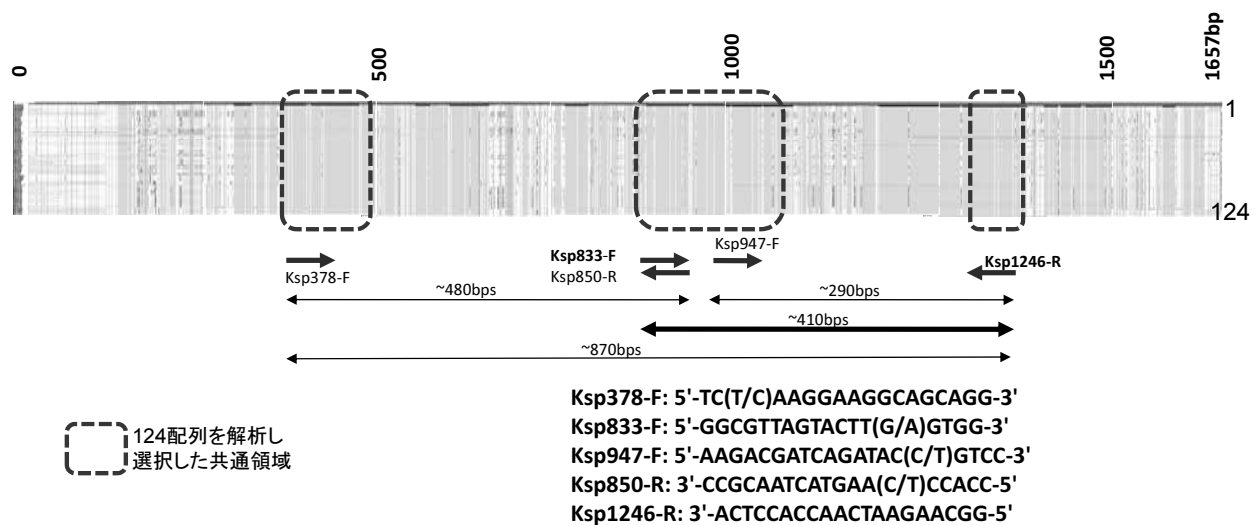 0
500
1000
1500
1657bp
1
124
Ksp378-F
Ksp833-F
Ksp850-R
Ksp947-F
Ksp1246-R
~480bps
~290bps
~410bps
~870bps
Ksp378-F: 5'-TC(T/C)AAGGAAGGCAGCAGG-3'
Ksp833-F: 5'-GGCGTTAGTACTT(G/A)GTGG-3'
Ksp947-F: 5'-AAGACGATCAGATAC(C/T)GTCC-3'
Ksp850-R: 3'-CCGCAATCATGAA(C/T)CCACC-5'
Ksp1246-R: 3'-ACTCCACCAACTAAGAACGG-5'
124配列を解析し
選択した共通領域